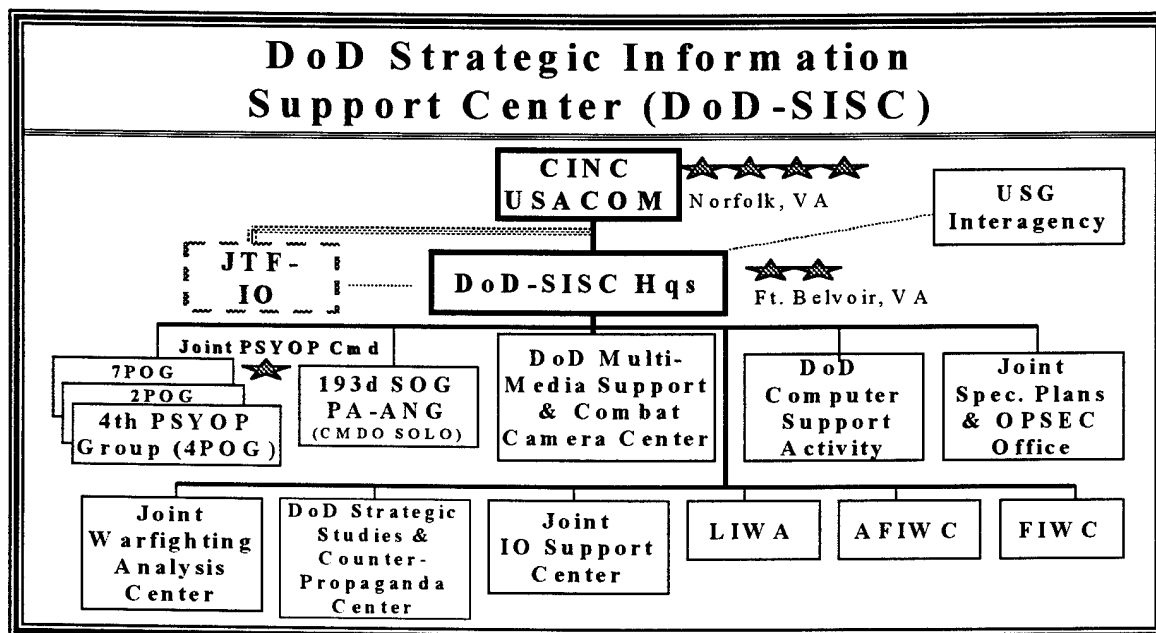 DoD Strategic Information
Support Center (DoD-SISC)
CINC
USACOM
Norfolk, VA
USG
Interagency
JTF-
IO
DoD-SISC Hqs
Ft. Belvoir, VA
Joint PSYOP Cmd
7POG
2POG
4th PSYOP
Group (4POG)
193d SOG
PA-ANG
(CMDO SOLO)
DoD Multi-
Media Support
& Combat
Camera Center
DoD
Computer
Support
Activity
Joint
Spec. Plans
& OPSEC
Office
Joint
Warfighting
Analysis
Center
DoD Strategic
Studies &
Counter-
Propaganda
Center
Joint
IO Support
Center
LIWA
AFIWC
FIWC